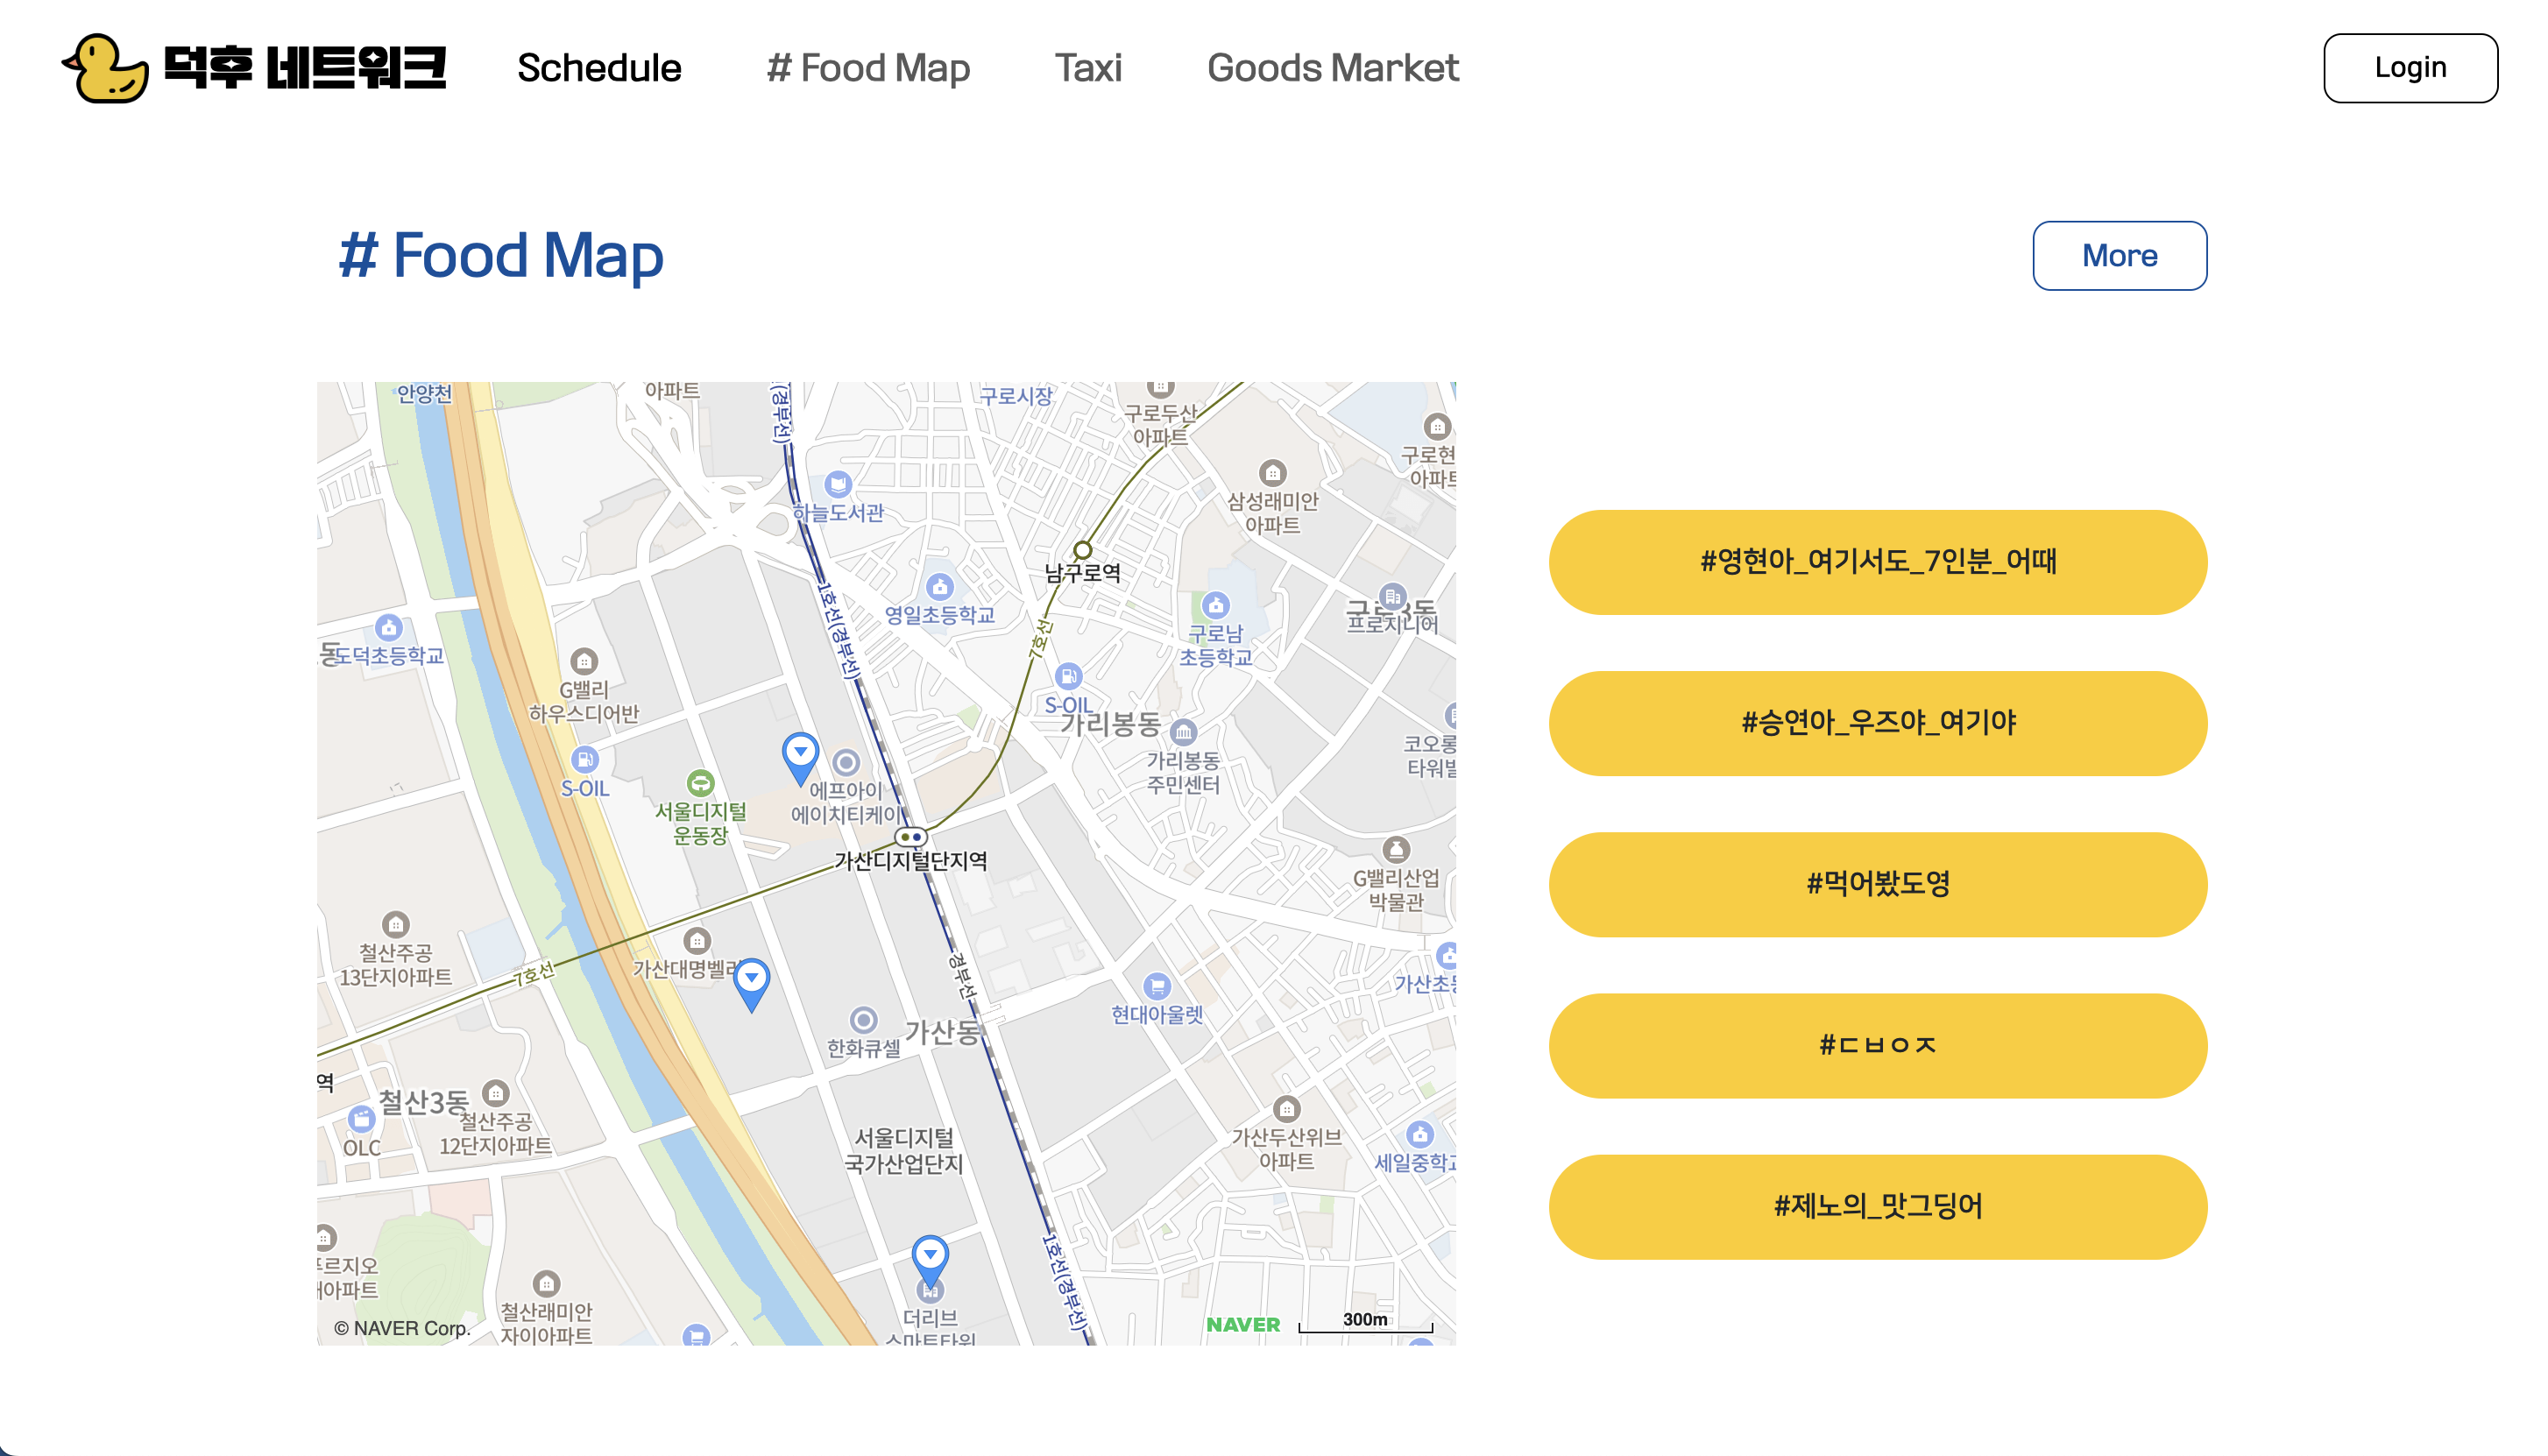 덕후 네트워크
Schedule
# Food Map
Taxi
Goods Market
Login
# Food Map
More
안양천
아파트
(경부선)
구로시장
구로두산
아파트
구로현
삼성래미안
아파트
하늘도서관
남구로역
1호선(경부선)
영일초등학교
7호선
구로남
초등학교
구로3동
프로지니어
도덕초등학교
G밸리
하우스디어반
S-OIL
가리봉동
가리봉동
주민센터
코오롱
S-OIL
에프아이
에이치티케이
서울디지털
운동장
가산디지털단지역
G밸리산업
박물관
철산주공
13단지아파트
7호선
가산대명벨리
경부선
현대아울렛
한화큐셀
가산동
역
철산3동
철산주공
12단지아파트
OLC
서울디지털
국가산업단지
가산두산위브
아파트
세일중학교
1호선(경부선)
푸르지오
아파트
철산래미안
자이아파트
더리브
스마트타워
© NAVER Corp.
NAVER
300m
#영현아_여기서도_7인분_어때
#승연아_우즈야_여기야
#먹어봤도영
#ㄷㅂㅇㅈ
#제노의_맛그딩어